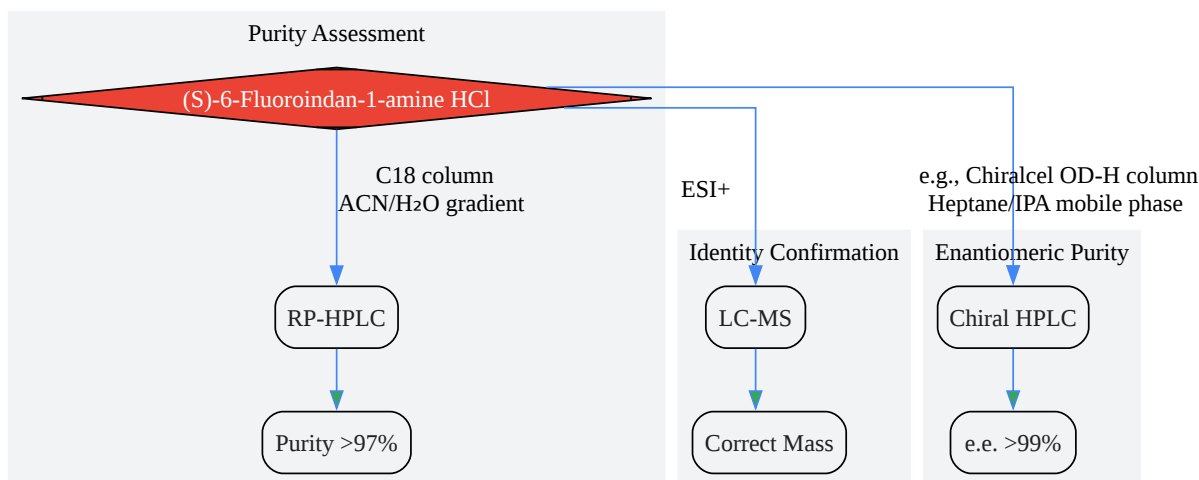 Purity Assessment
(S)-6-Fluoroindan-1-amine HCl
C18 column
ACN/H₂O gradient
ESI+
e.g., Chiralcel OD-H column
Heptane/IPA mobile phase
Identity Confirmation
Enantiomeric Purity
RP-HPLC
LC-MS
Chiral HPLC
Purity >97%
Correct Mass
e.e. >99%